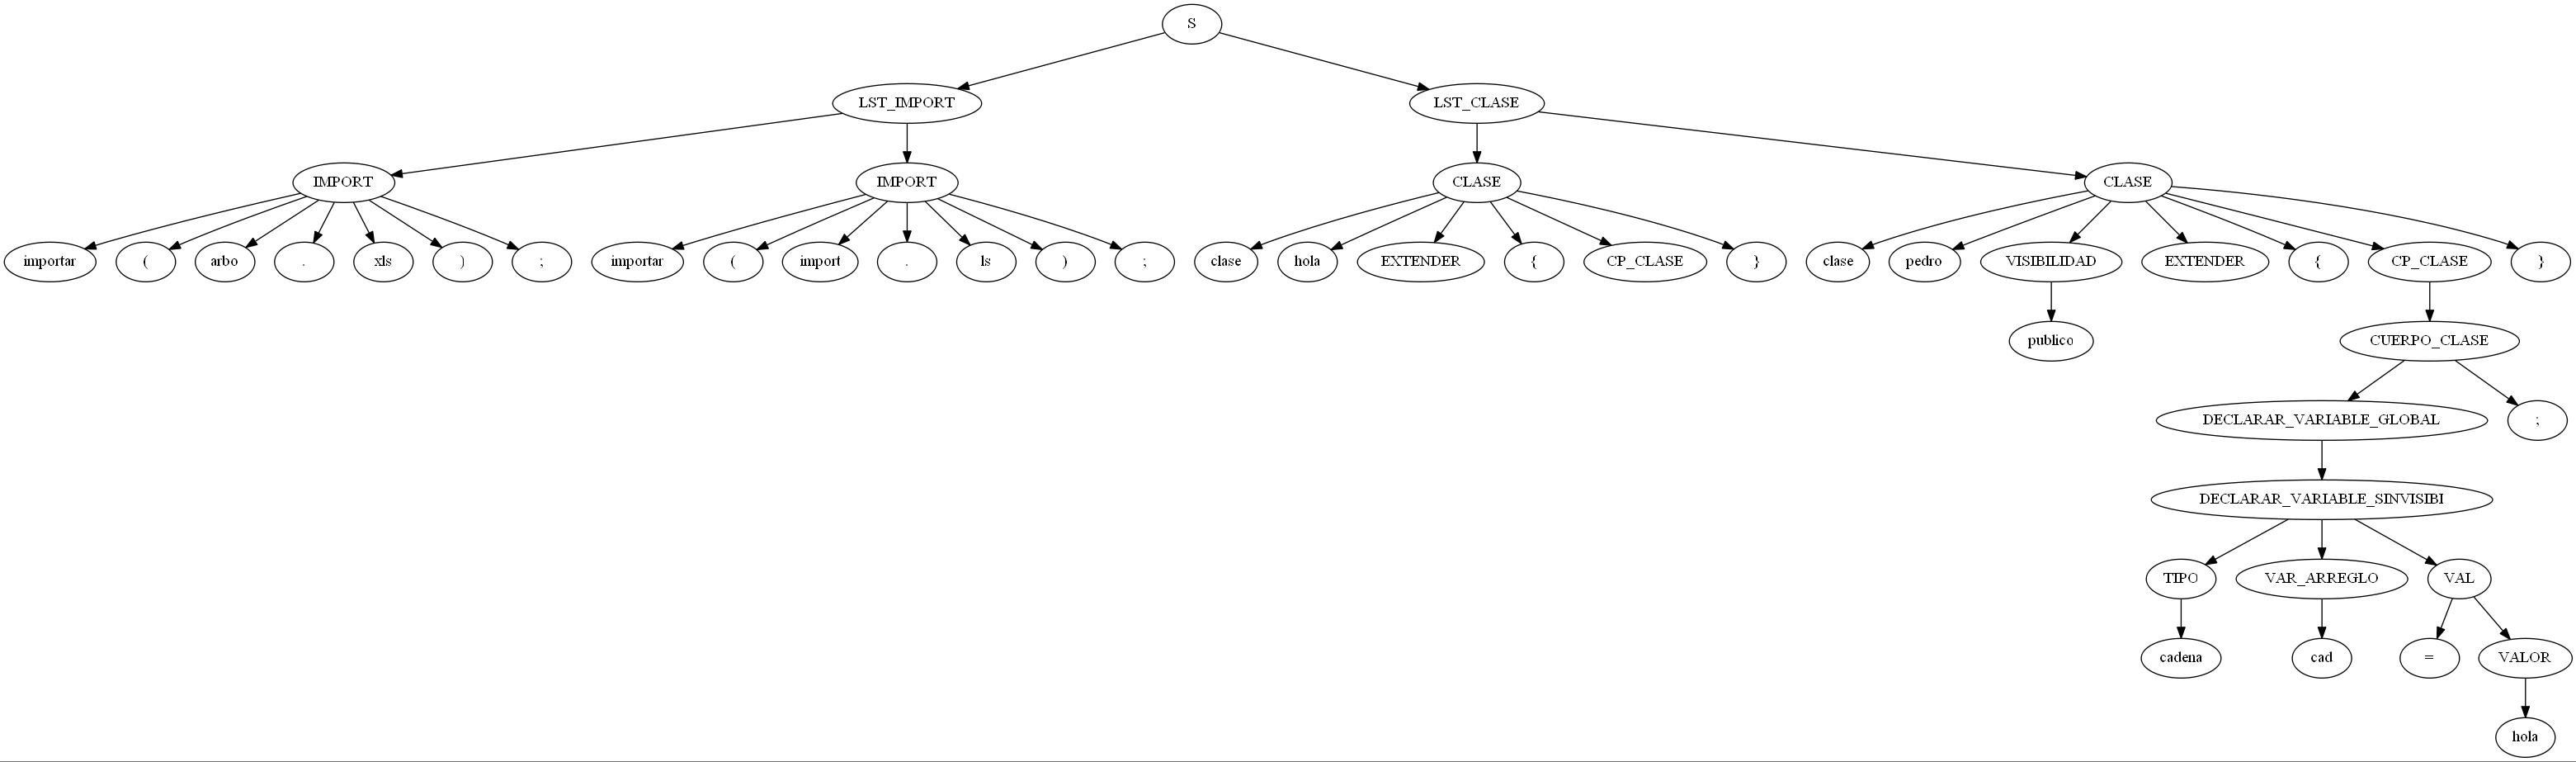 S
LST_IMPORT LST_CLASE
IMPORT IMPORT CLASE CLASE
importar ( arbo . xls ) ; importar ( import . ls ) ; clase hola EXTENDER { CP_CLASE } clase pedro VISIBILIDAD EXTENDER { CP_CLASE }
publico CUERPO_CLASE
DECLARAR_VARIABLE_GLOBAL ;
DECLARAR_VARIABLE_SINVISIBI
TIPO VAR_ARREGLO VAL
cadena cad = VALOR
hola